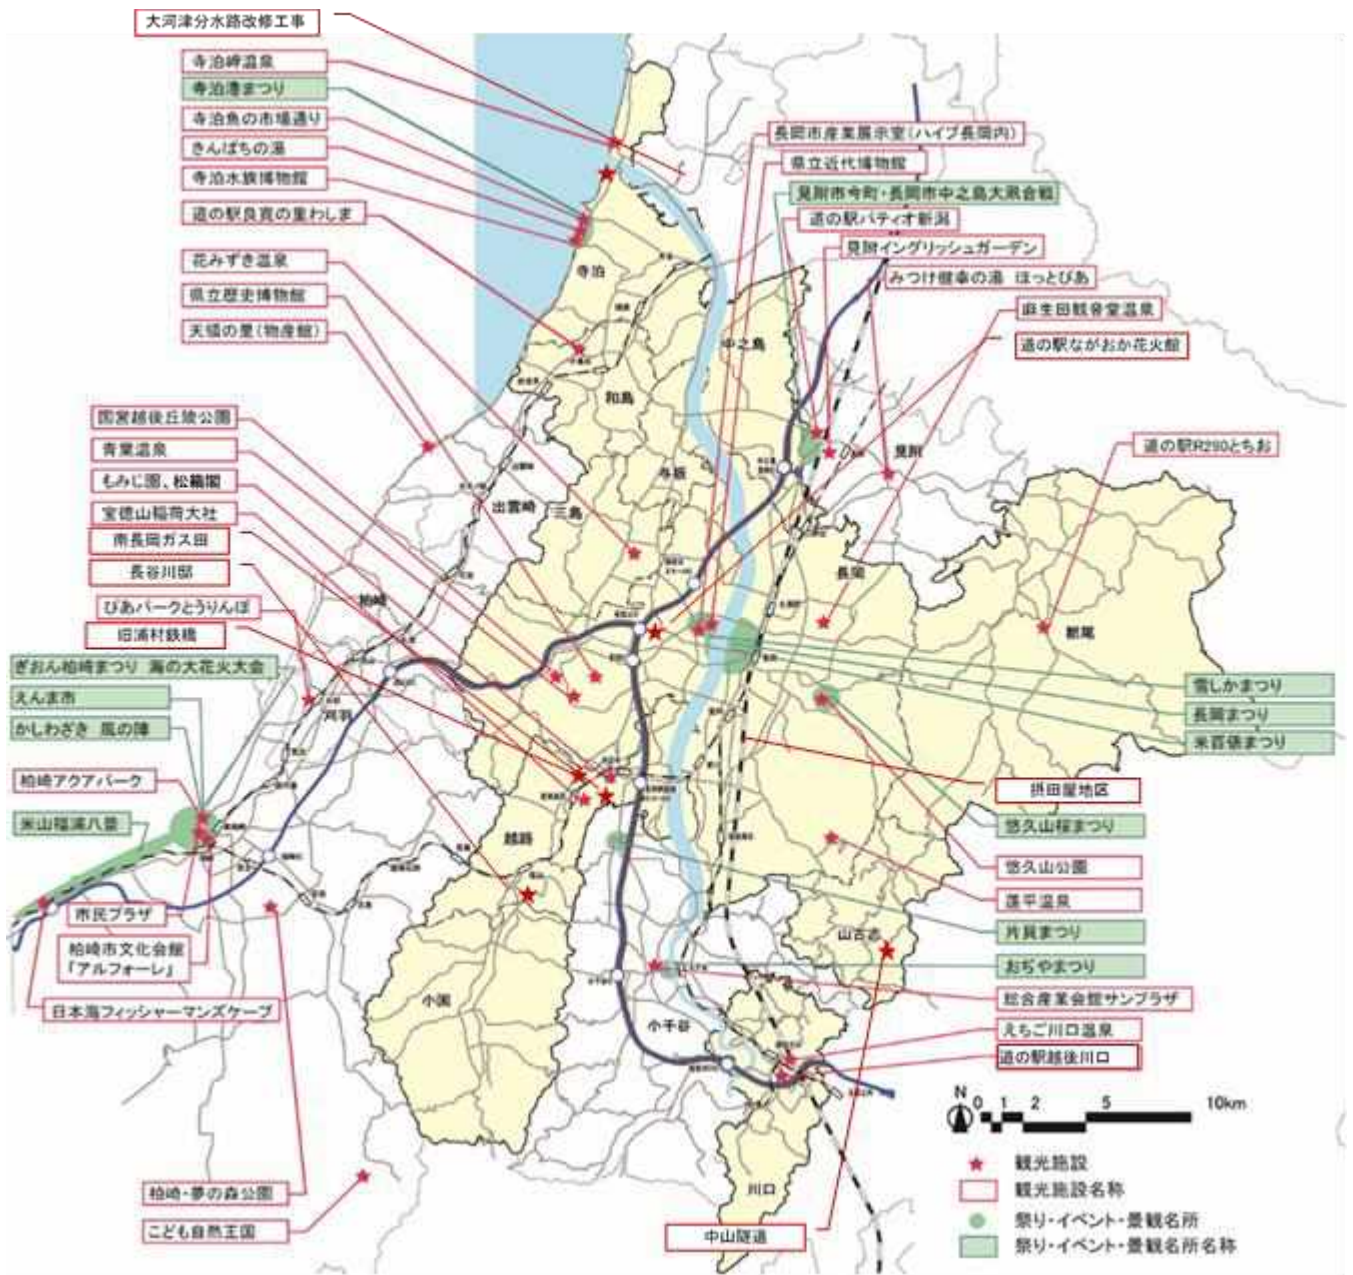 大河津分水路改修工事
寺泊岬温泉
寺泊港まつり
寺泊魚の市場通り
きんぱちの湯
寺泊水族博物館
道の駅良寛の里わしま
花みずき温泉
県立歴史博物館
天領の里(物産館)
国営越後丘陵公園
青葉温泉
もみじ園、松籟閣
宝徳山稲荷大社
南長岡ガス田
長谷川邸
ぴあパークとうりんぼ
旧浦村鉄橋
ぎおん柏崎まつり 海の大花火大会
えんま市
かしわざき 風の陣
柏崎アクアパーク
米山福浦八景
市民プラザ
柏崎市文化会館
「アルフォーレ」
日本海フィッシャーマンズケープ
柏崎・夢の森公園
こども自然王国
長岡市産業展示室(ハイブ長岡内)
県立近代博物館
見附市今町・長岡市中之島大凧合戦
道の駅パティオ新潟
見附イングリッシュガーデン
みつけ健幸の湯 ほっとぴあ
麻生田観音堂温泉
道の駅ながおか花火館
道の駅R290とちお
雪しかまつり
長岡まつり
米百俵まつり
摂田屋地区
悠久山桜まつり
悠久山公園
蓬平温泉
片貝まつり
おぢやまつり
総合産業会館サンプラザ
えちご川口温泉
道の駅越後川口
中山隧道
寺泊
中之島
和島
与板
出雲崎
三島
見附
長岡
栃尾
柏崎
刈羽
越路
山古志
小国
小千谷
川口
N
0 1 2 5 10km
観光施設
観光施設名称
祭り・イベント・景観名所
祭り・イベント・景観名所名称